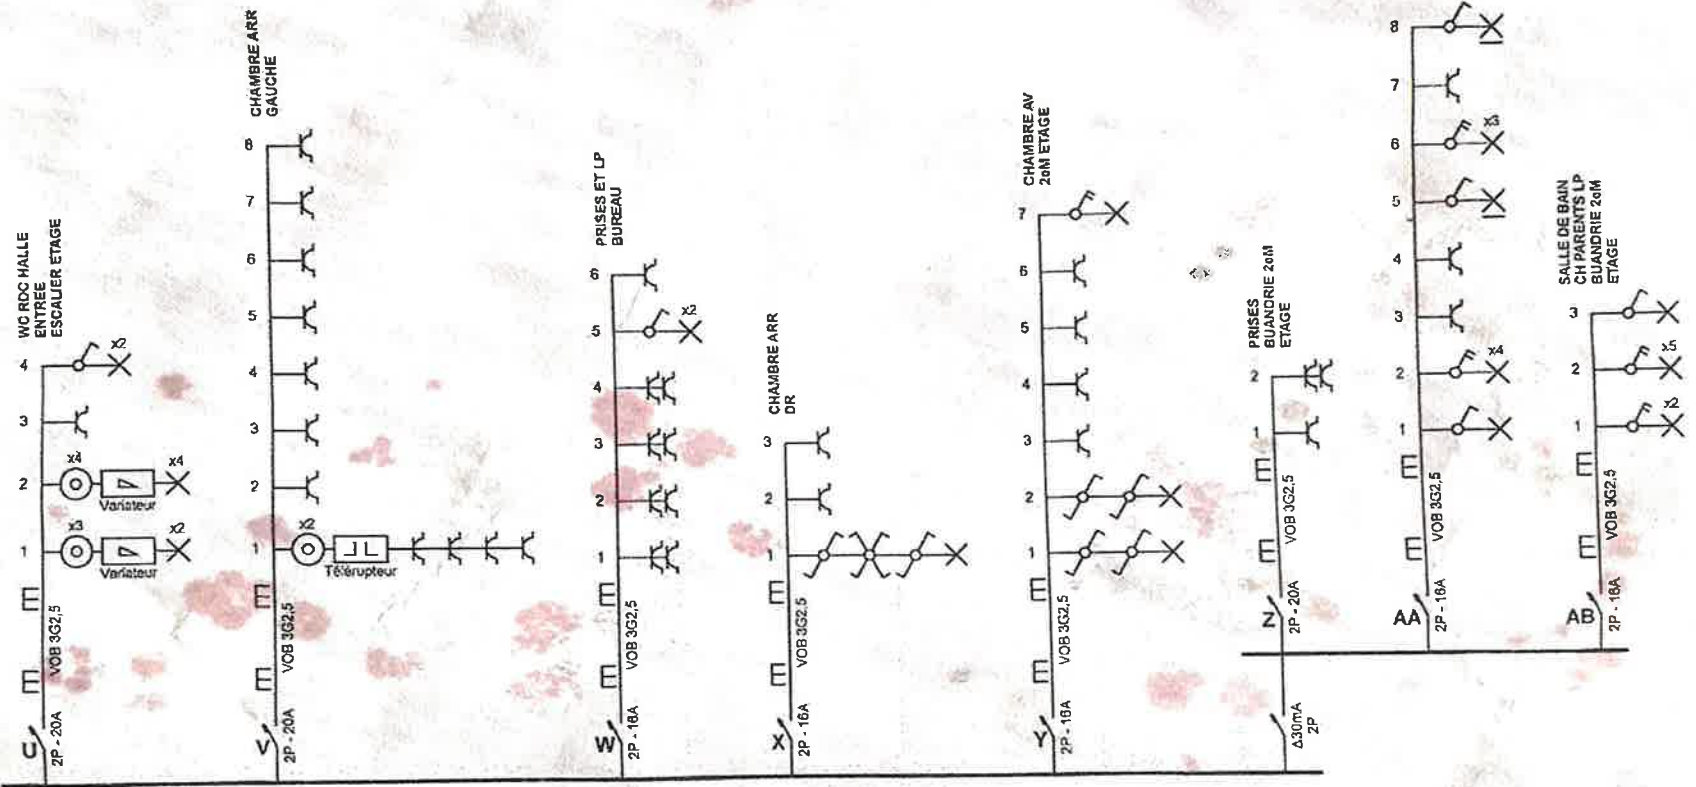 WC RDC HALLE
ENTREE
ESCALIER ETAGE
4
x2
3
x4
2
Variateur
x4
x3
1
Variateur
x2
VOB 3G2,5
U
2P - 20A
CHAMBRE ARR
GAUCHE
8
7
6
5
4
3
2
x2
1
Télérupteur
VOB 3G2,5
V
2P - 20A
PRISES ET LP
BUREAU
6
5
x2
4
3
2
1
VOB 3G2,5
W
2P - 16A
CHAMBRE ARR
DR
3
2
1
VOB 3G2,5
X
2P - 16A
CHAMBRE AV
2eM ETAGE
7
6
5
4
3
2
1
VOB 3G2,5
Y
2P - 16A
PRISES
BUANDRIE 2eM
ETAGE
2
1
VOB 3G2,5
Z
2P - 20A
Δ30mA
2P
8
7
6
x3
5
4
3
2
x4
1
VOB 3G2,5
AA
2P - 16A
SALLE DE BAIN
CH PARENTS LP
BUANDRIE 2eM
ETAGE
3
2
x5
1
x2
VOB 3G2,5
AB
2P - 16A